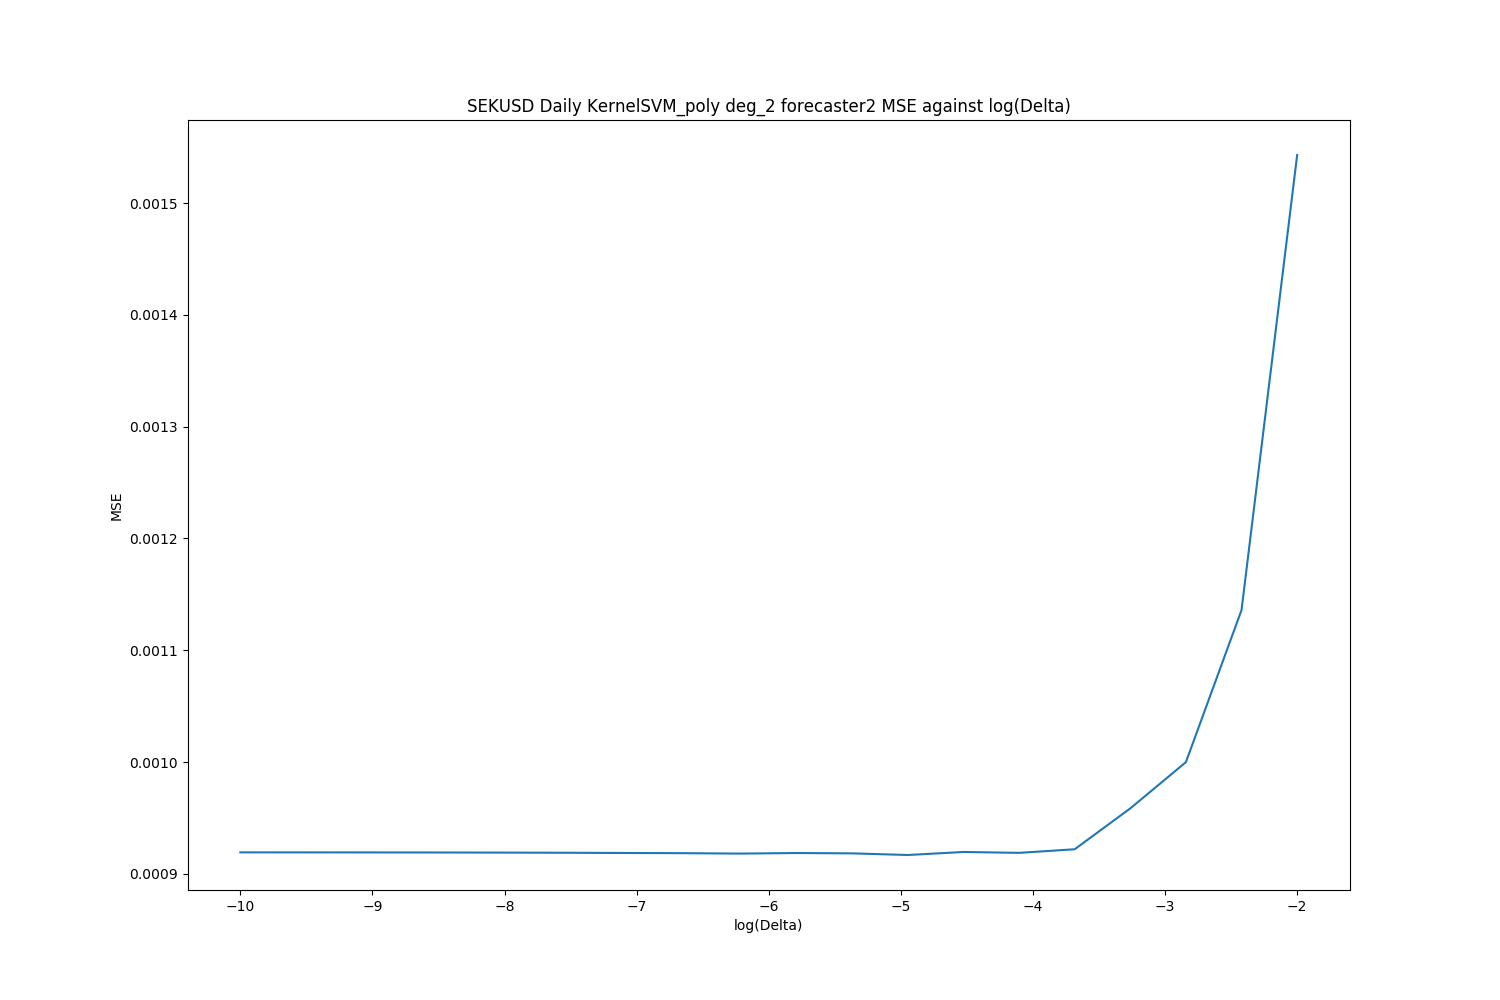 SEKUSD Daily KernelSVM_poly deg_2 forecaster2 MSE against log(Delta)
0.0015
0.0014
0.0013
0.0012
0.0011
0.0010
0.0009
MSE
−10 −9 −8 −7 −6 −5 −4 −3 −2
log(Delta)